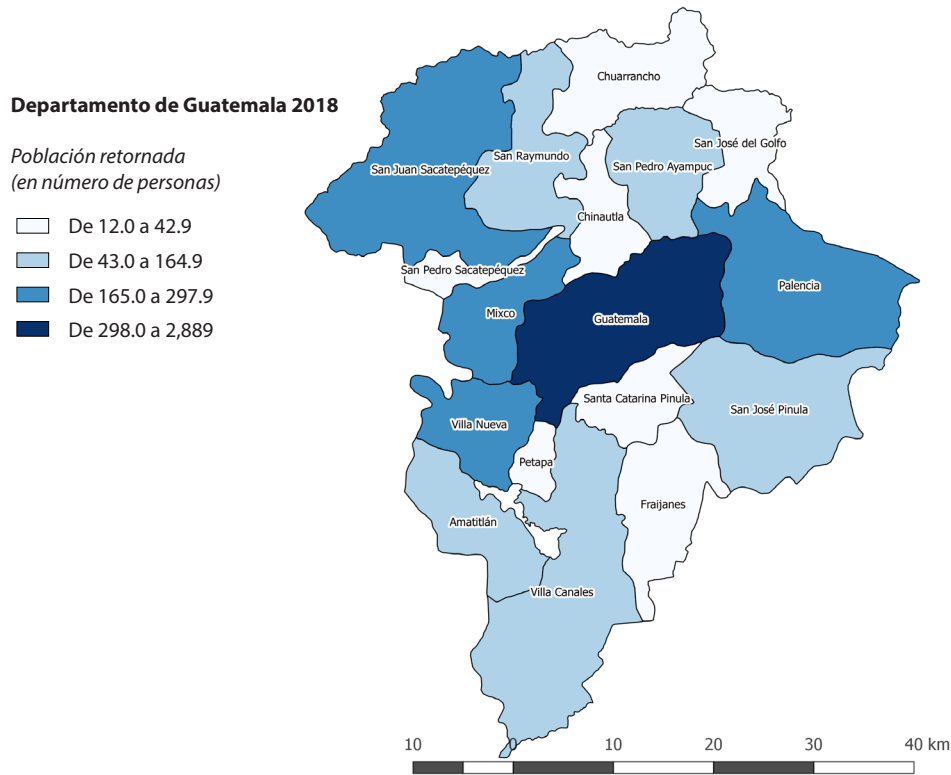 Departamento de Guatemala 2018
Población retornada
(en número de personas)
De 12.0 a 42.9
De 43.0 a 164.9
De 165.0 a 297.9
De 298.0 a 2,889
Chuarrancho
San José del Golfo
San Raymundo
San Pedro Ayampuc
San Juan Sacatepéquez
Chinautla
San Pedro Sacatepéquez
Palencia
Mixco
Guatemala
Santa Catarina Pinula
San José Pinula
Villa Nueva
Petapa
Fraijanes
Amatitlán
Villa Canales
10 0 10 20 30 40 km